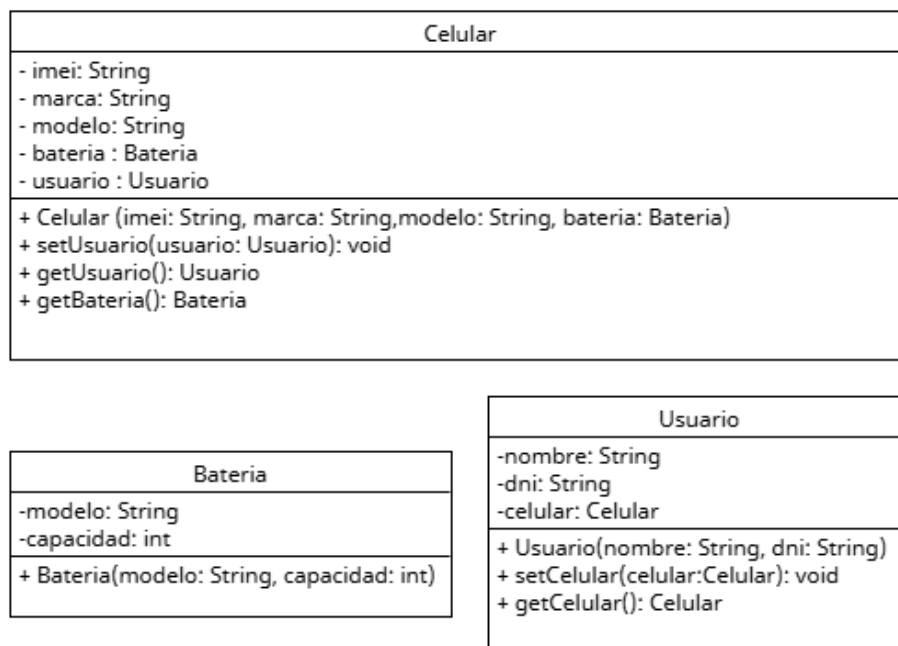 Celular
- imei: String
- marca: String
- modelo: String
- bateria : Bateria
- usuario : Usuario
+ Celular (imei: String, marca: String,modelo: String, bateria: Bateria)
+ setUsuario(usuario: Usuario): void
+ getUsuario(): Usuario
+ getBateria(): Bateria
Bateria
-modelo: String
-capacidad: int
+ Bateria(modelo: String, capacidad: int)
Usuario
-nombre: String
-dni: String
-celular: Celular
+ Usuario(nombre: String, dni: String)
+ setCelular(celular:Celular): void
+ getCelular(): Celular